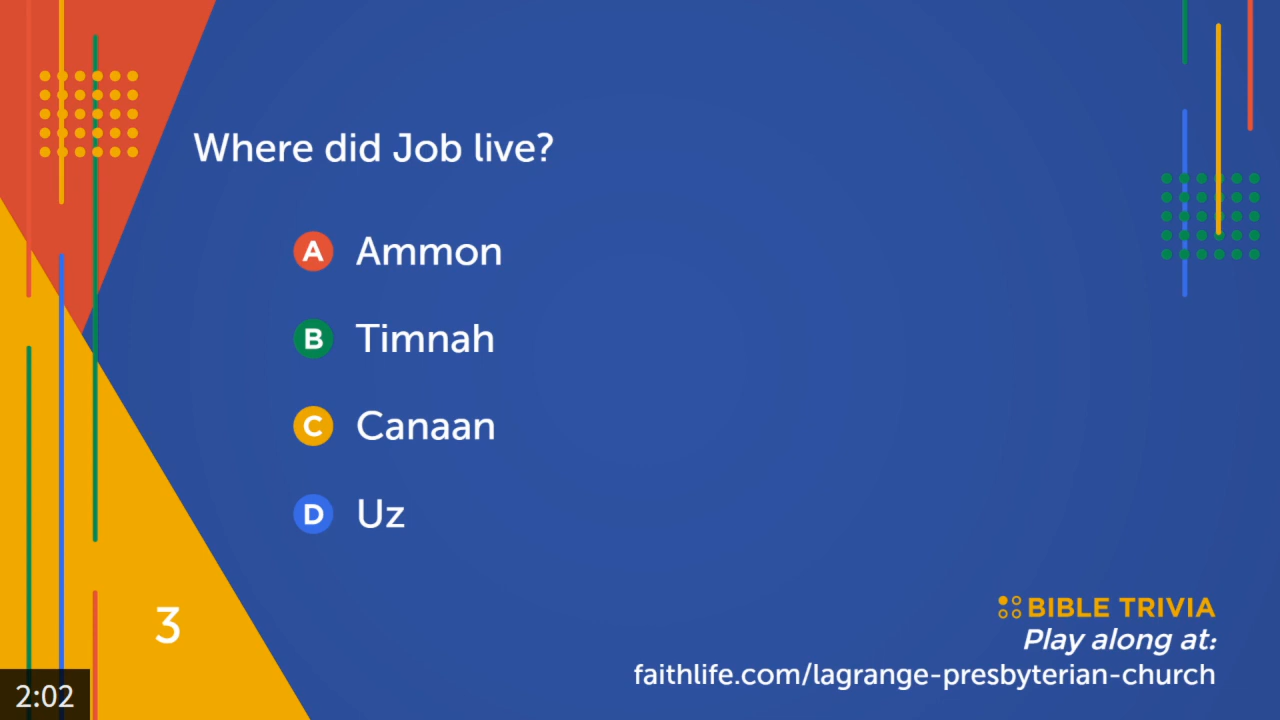 Where did Job live?
A Ammon
B Timnah
C Canaan
D Uz
3
BIBLE TRIVIA
Play along at:
faithlife.com/lagrange-presbyterian-church
2:02